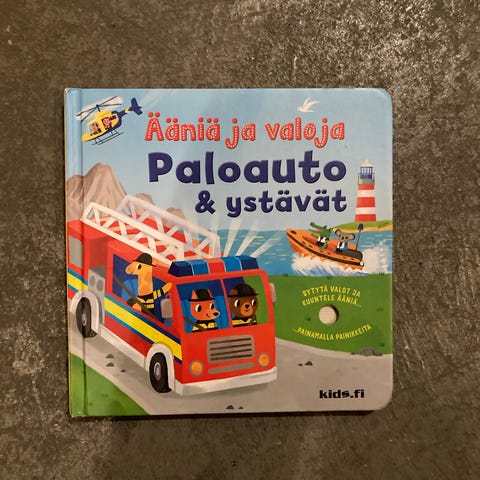 Ääniä ja valoja
Paloauto
& ystävät
SYTYTÄ VALOT JA
KUUNTELE ÄÄNIÄ...
...PAINAMALLA PAINIKKEITA
kids.fi